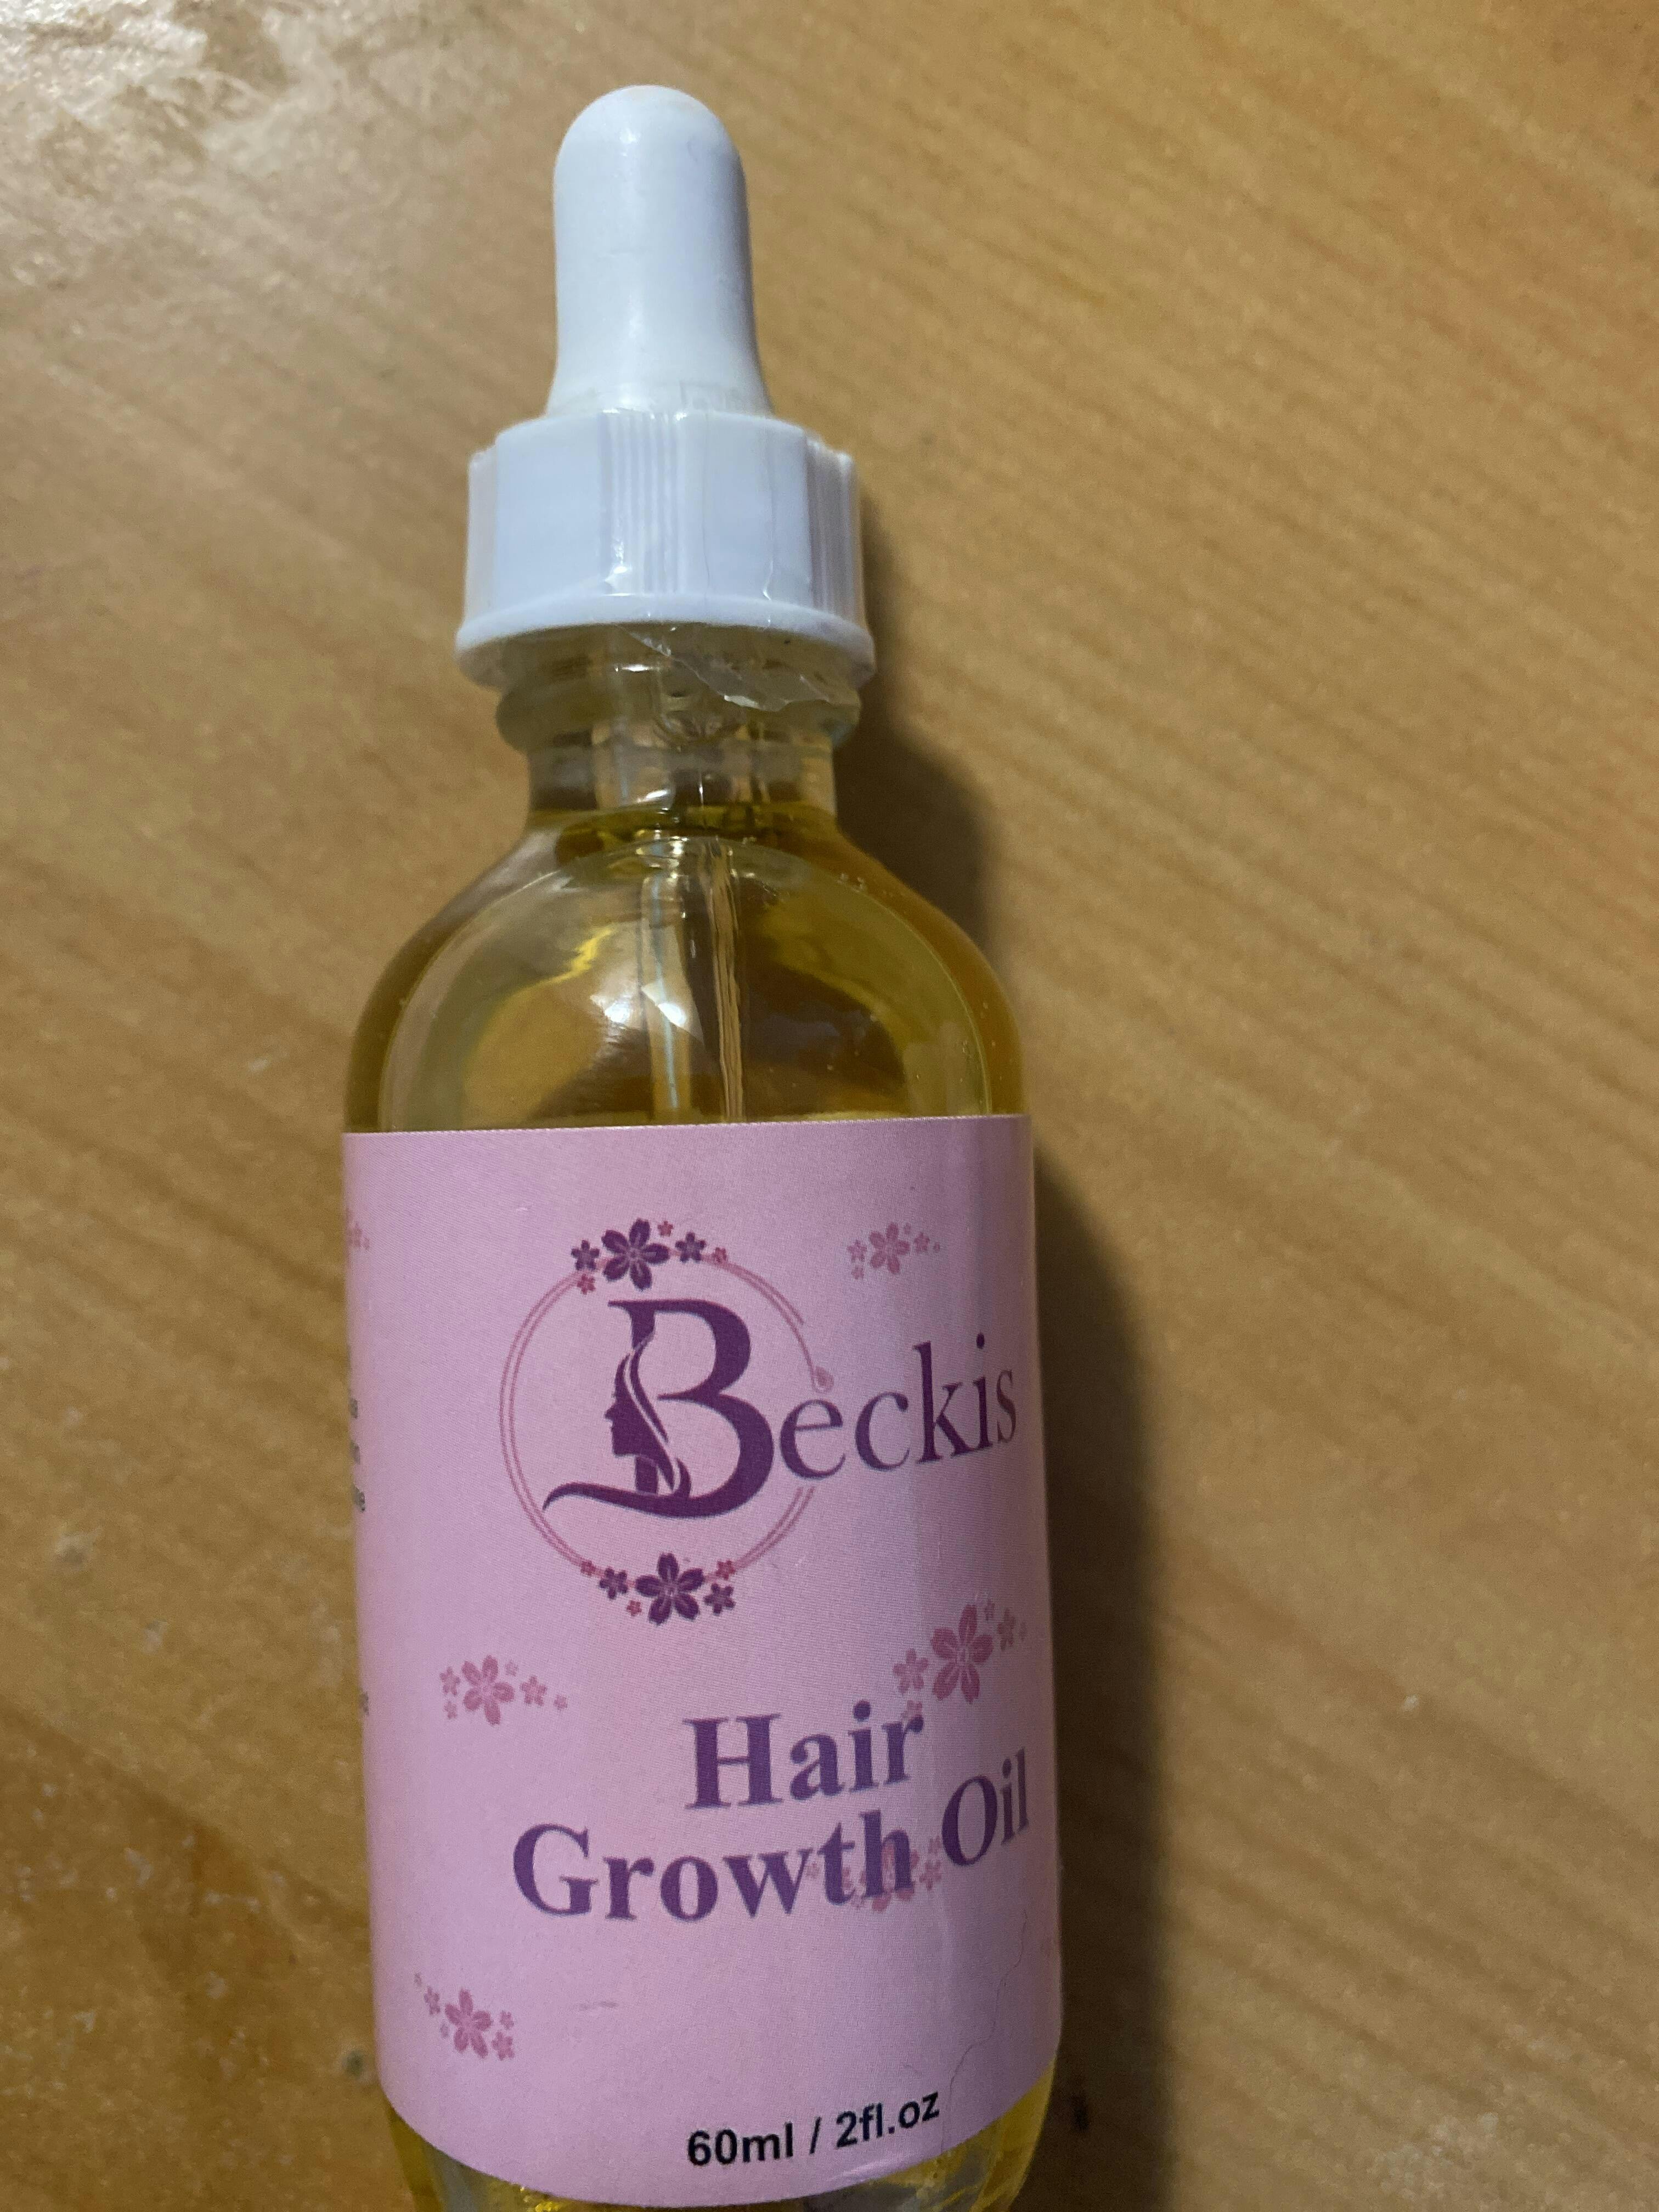 Beckis
Hair
Growth Oil
60ml / 2fl.oz